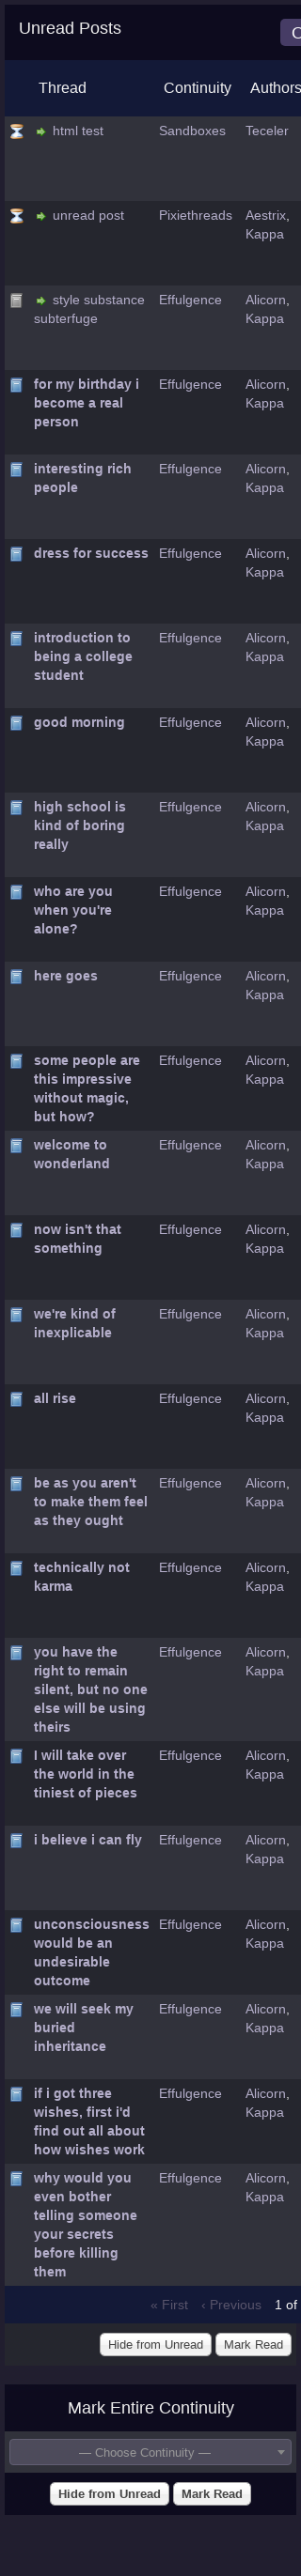 Unread Posts
Thread Continuity Authors
html test Sandboxes Teceler
unread post Pixiethreads Aestrix,
Kappa
style substance Effulgence Alicorn,
subterfuge Kappa
for my birthday i Effulgence Alicorn,
become a real Kappa
person
interesting rich Effulgence Alicorn,
people Kappa
dress for success Effulgence Alicorn,
Kappa
introduction to Effulgence Alicorn,
being a college Kappa
student
good morning Effulgence Alicorn,
Kappa
high school is Effulgence Alicorn,
kind of boring Kappa
really
who are you Effulgence Alicorn,
when you're Kappa
alone?
here goes Effulgence Alicorn,
Kappa
some people are Effulgence Alicorn,
this impressive Kappa
without magic,
but how?
welcome to Effulgence Alicorn,
wonderland Kappa
now isn't that Effulgence Alicorn,
something Kappa
we're kind of Effulgence Alicorn,
inexplicable Kappa
all rise Effulgence Alicorn,
Kappa
be as you aren't Effulgence Alicorn,
to make them feel Kappa
as they ought
technically not Effulgence Alicorn,
karma Kappa
you have the Effulgence Alicorn,
right to remain Kappa
silent, but no one
else will be using
theirs
I will take over Effulgence Alicorn,
the world in the Kappa
tiniest of pieces
i believe i can fly Effulgence Alicorn,
Kappa
unconsciousness Effulgence Alicorn,
would be an Kappa
undesirable
outcome
we will seek my Effulgence Alicorn,
buried Kappa
inheritance
if i got three Effulgence Alicorn,
wishes, first i'd Kappa
find out all about
how wishes work
why would you Effulgence Alicorn,
even bother Kappa
telling someone
your secrets
before killing
them
« First ‹ Previous 1 of
Hide from Unread Mark Read
Mark Entire Continuity
— Choose Continuity —
Hide from Unread Mark Read